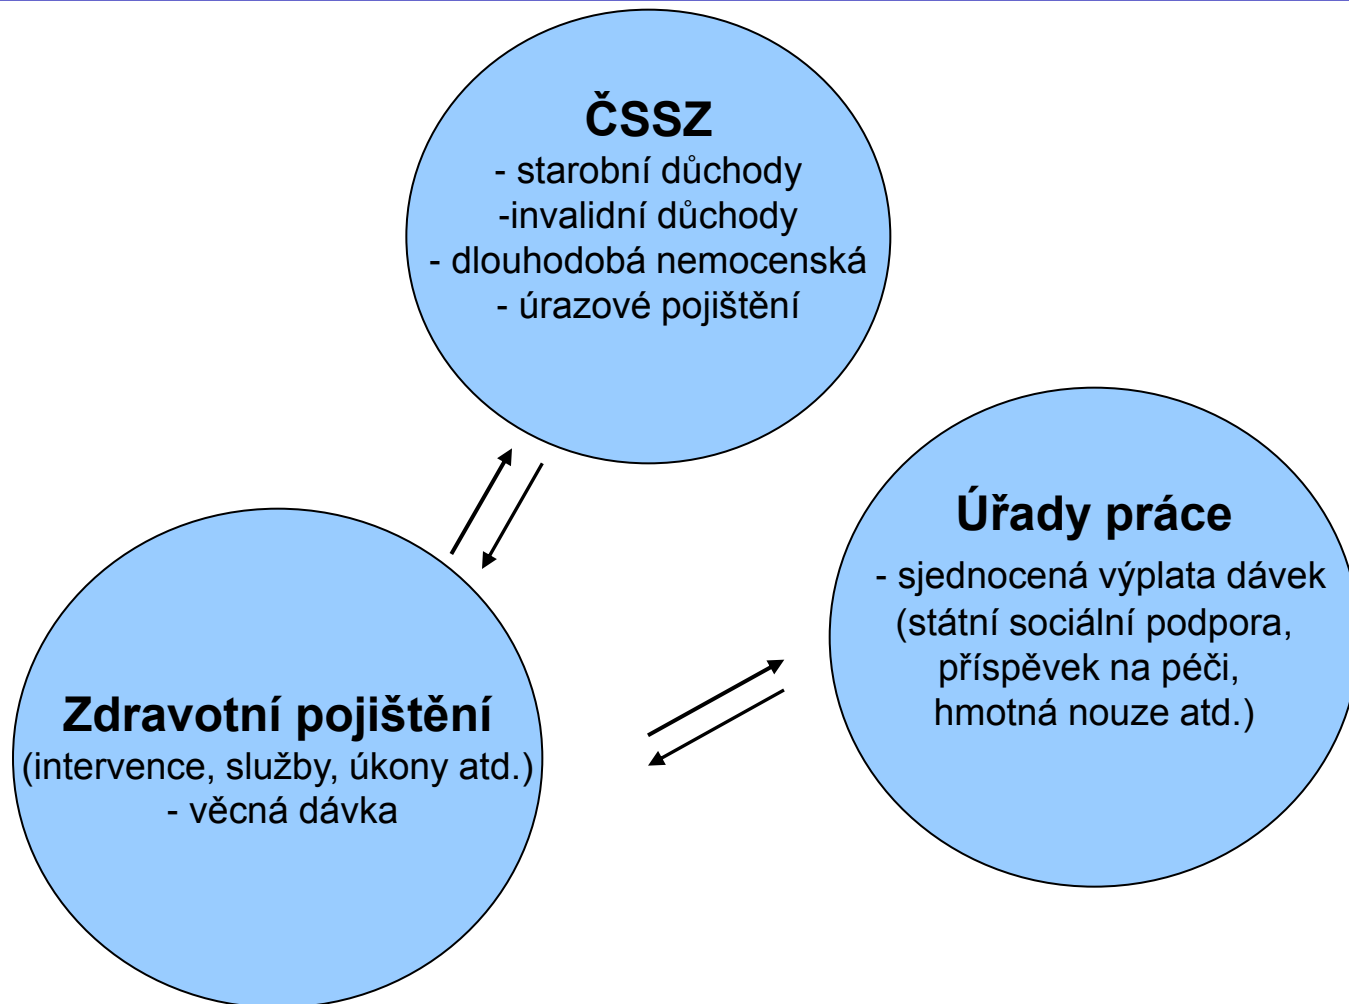 ČSSZ
- starobní důchody
-invalidní důchody
- dlouhodobá nemocenská
- úrazové pojištění
Úřady práce
- sjednocená výplata dávek
(státní sociální podpora,
příspěvek na péči,
hmotná nouze atd.)
Zdravotní pojištění
(intervence, služby, úkony atd.)
- věcná dávka